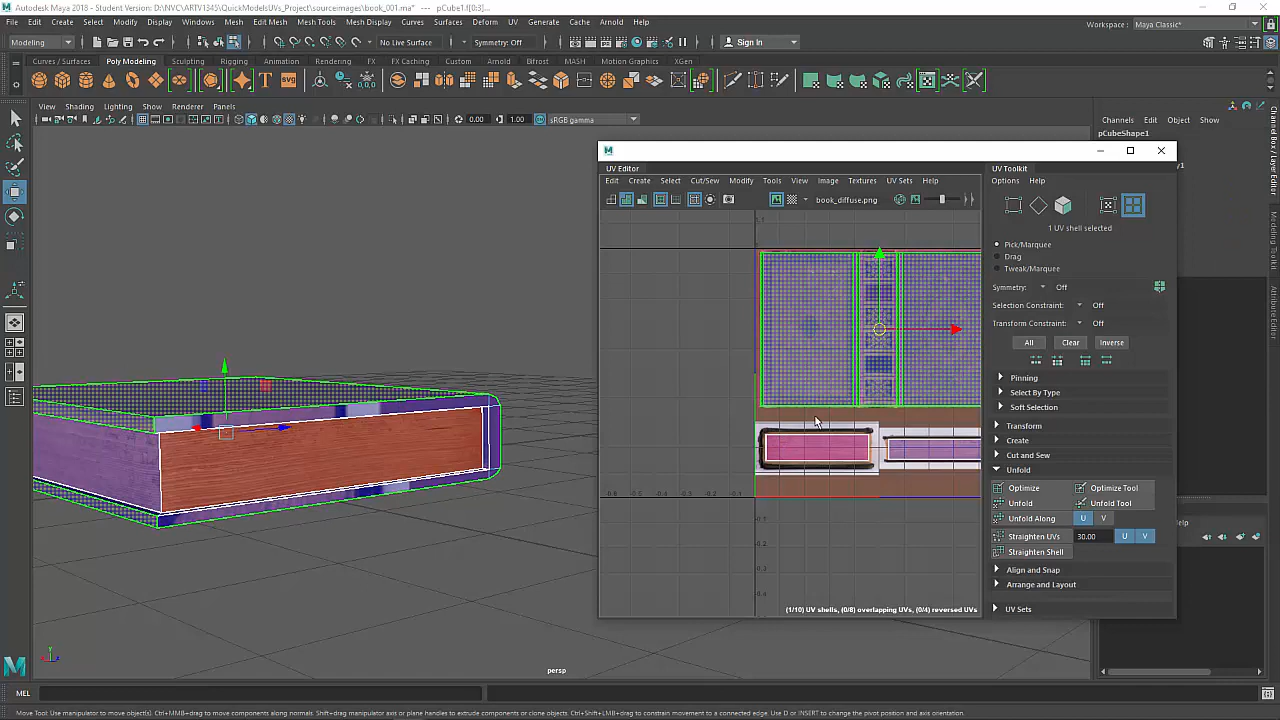 Autodesk Maya 2018 - Student Version: D:\NVC\ARTV1345\QuickModelsUVs_Project\sourceimages\book_001.ma* --- pCube1.f[0:3]...
File Edit Create Select Modify Display Windows Mesh Edit Mesh Mesh Tools Mesh Display Curves Surfaces Deform UV Generate Cache Arnold Help
Workspace : Maya Classic*
Modeling No Live Surface Symmetry: Off Sign In
Curves / Surfaces Poly Modeling Sculpting Rigging Animation Rendering FX FX Caching Custom Arnold Bifrost MASH Motion Graphics XGen
View Shading Lighting Show Renderer Panels
0.00 1.00 sRGB gamma
Channels Edit Object Show
pCubeShape1
Channel Box / Layer Editor
Modeling Toolkit
Attribute Editor
UV Editor
Edit Create Select Cut/Sew Modify Tools View Image Textures UV Sets Help
book_diffuse.png
UV Toolkit
Options Help
1 UV shell selected
Pick/Marquee
Drag
Tweak/Marquee
Symmetry: Off
Selection Constraint: Off
Transform Constraint: Off
All Clear Inverse
Pinning
Select By Type
Soft Selection
Transform
Create
Cut and Sew
Unfold
Optimize Optimize Tool
Unfold Unfold Tool
Unfold Along U V
Straighten UVs 30.00 U V
Straighten Shell
Align and Snap
Arrange and Layout
UV Sets
(1/10) UV shells, (0/8) overlapping UVs, (0/4) reversed UVs
persp
MEL
Move Tool: Use manipulator to move object(s). Ctrl+MMB+drag to move components along normals. Shift+drag manipulator axis or plane handles to extrude components or clone objects. Ctrl+Shift+LMB+drag to constrain movement to a connected edge. Use D or INSERT to change the pivot position and axis orientation.